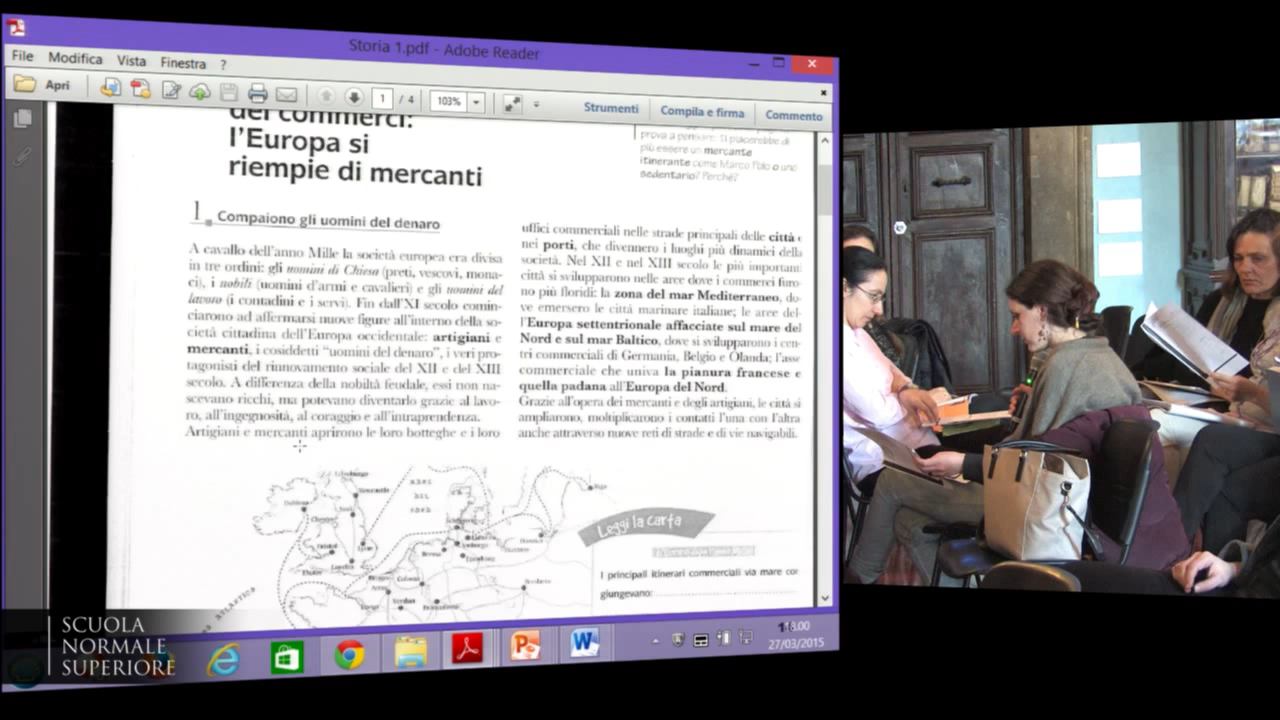 Storia 1.pdf - Adobe Reader
File Modifica Vista Finestra ?
Apri 1 / 4 103% Strumenti Compila e firma Commento
dei commerci:
l'Europa si
riempie di mercanti
prova a pensare: ti piacerebbe di
più essere un mercante
itinerante come Marco Polo o uno
sedentario? Perché?
1. Compaiono gli uomini del denaro
A cavallo dell'anno Mille la società europea era divisa
in tre ordini: gli uomini di Chiesa (preti, vescovi, mona-
ci), i nobili (uomini d'armi e cavalieri) e gli uomini del
lavoro (i contadini e i servi). Fin dall'XI secolo comin-
ciarono ad affermarsi nuove figure all'interno della so-
cietà cittadina dell'Europa occidentale: artigiani e
mercanti, i cosiddetti "uomini del denaro", i veri pro-
tagonisti del rinnovamento sociale del XII e del XIII
secolo. A differenza della nobiltà feudale, essi non na-
scevano ricchi, ma potevano diventarlo grazie al lavo-
ro, all'ingegnosità, al coraggio e all'intraprendenza.
Artigiani e mercanti aprirono le loro botteghe e i loro
uffici commerciali nelle strade principali delle città e
nei porti, che divennero i luoghi più dinamici della
società. Nel XII e nel XIII secolo le più importanti
città si svilupparono nelle aree dove i commerci furo-
no più floridi: la zona del mar Mediterraneo, do-
ve emersero le città marinare italiane; le aree del-
l'Europa settentrionale affacciate sul mare del
Nord e sul mar Baltico, dove si svilupparono i cen-
tri commerciali di Germania, Belgio e Olanda; l'asse
commerciale che univa la pianura francese e
quella padana all'Europa del Nord.
Grazie all'opera dei mercanti e degli artigiani, le città si
ampliarono, moltiplicarono i contatti l'una con l'altra
anche attraverso nuove reti di strade e di vie navigabili.
Leggi la carta
I principali itinerari commerciali via mare con
giungevano:
SCUOLA
NORMALE
SUPERIORE
18.00
27/03/2015